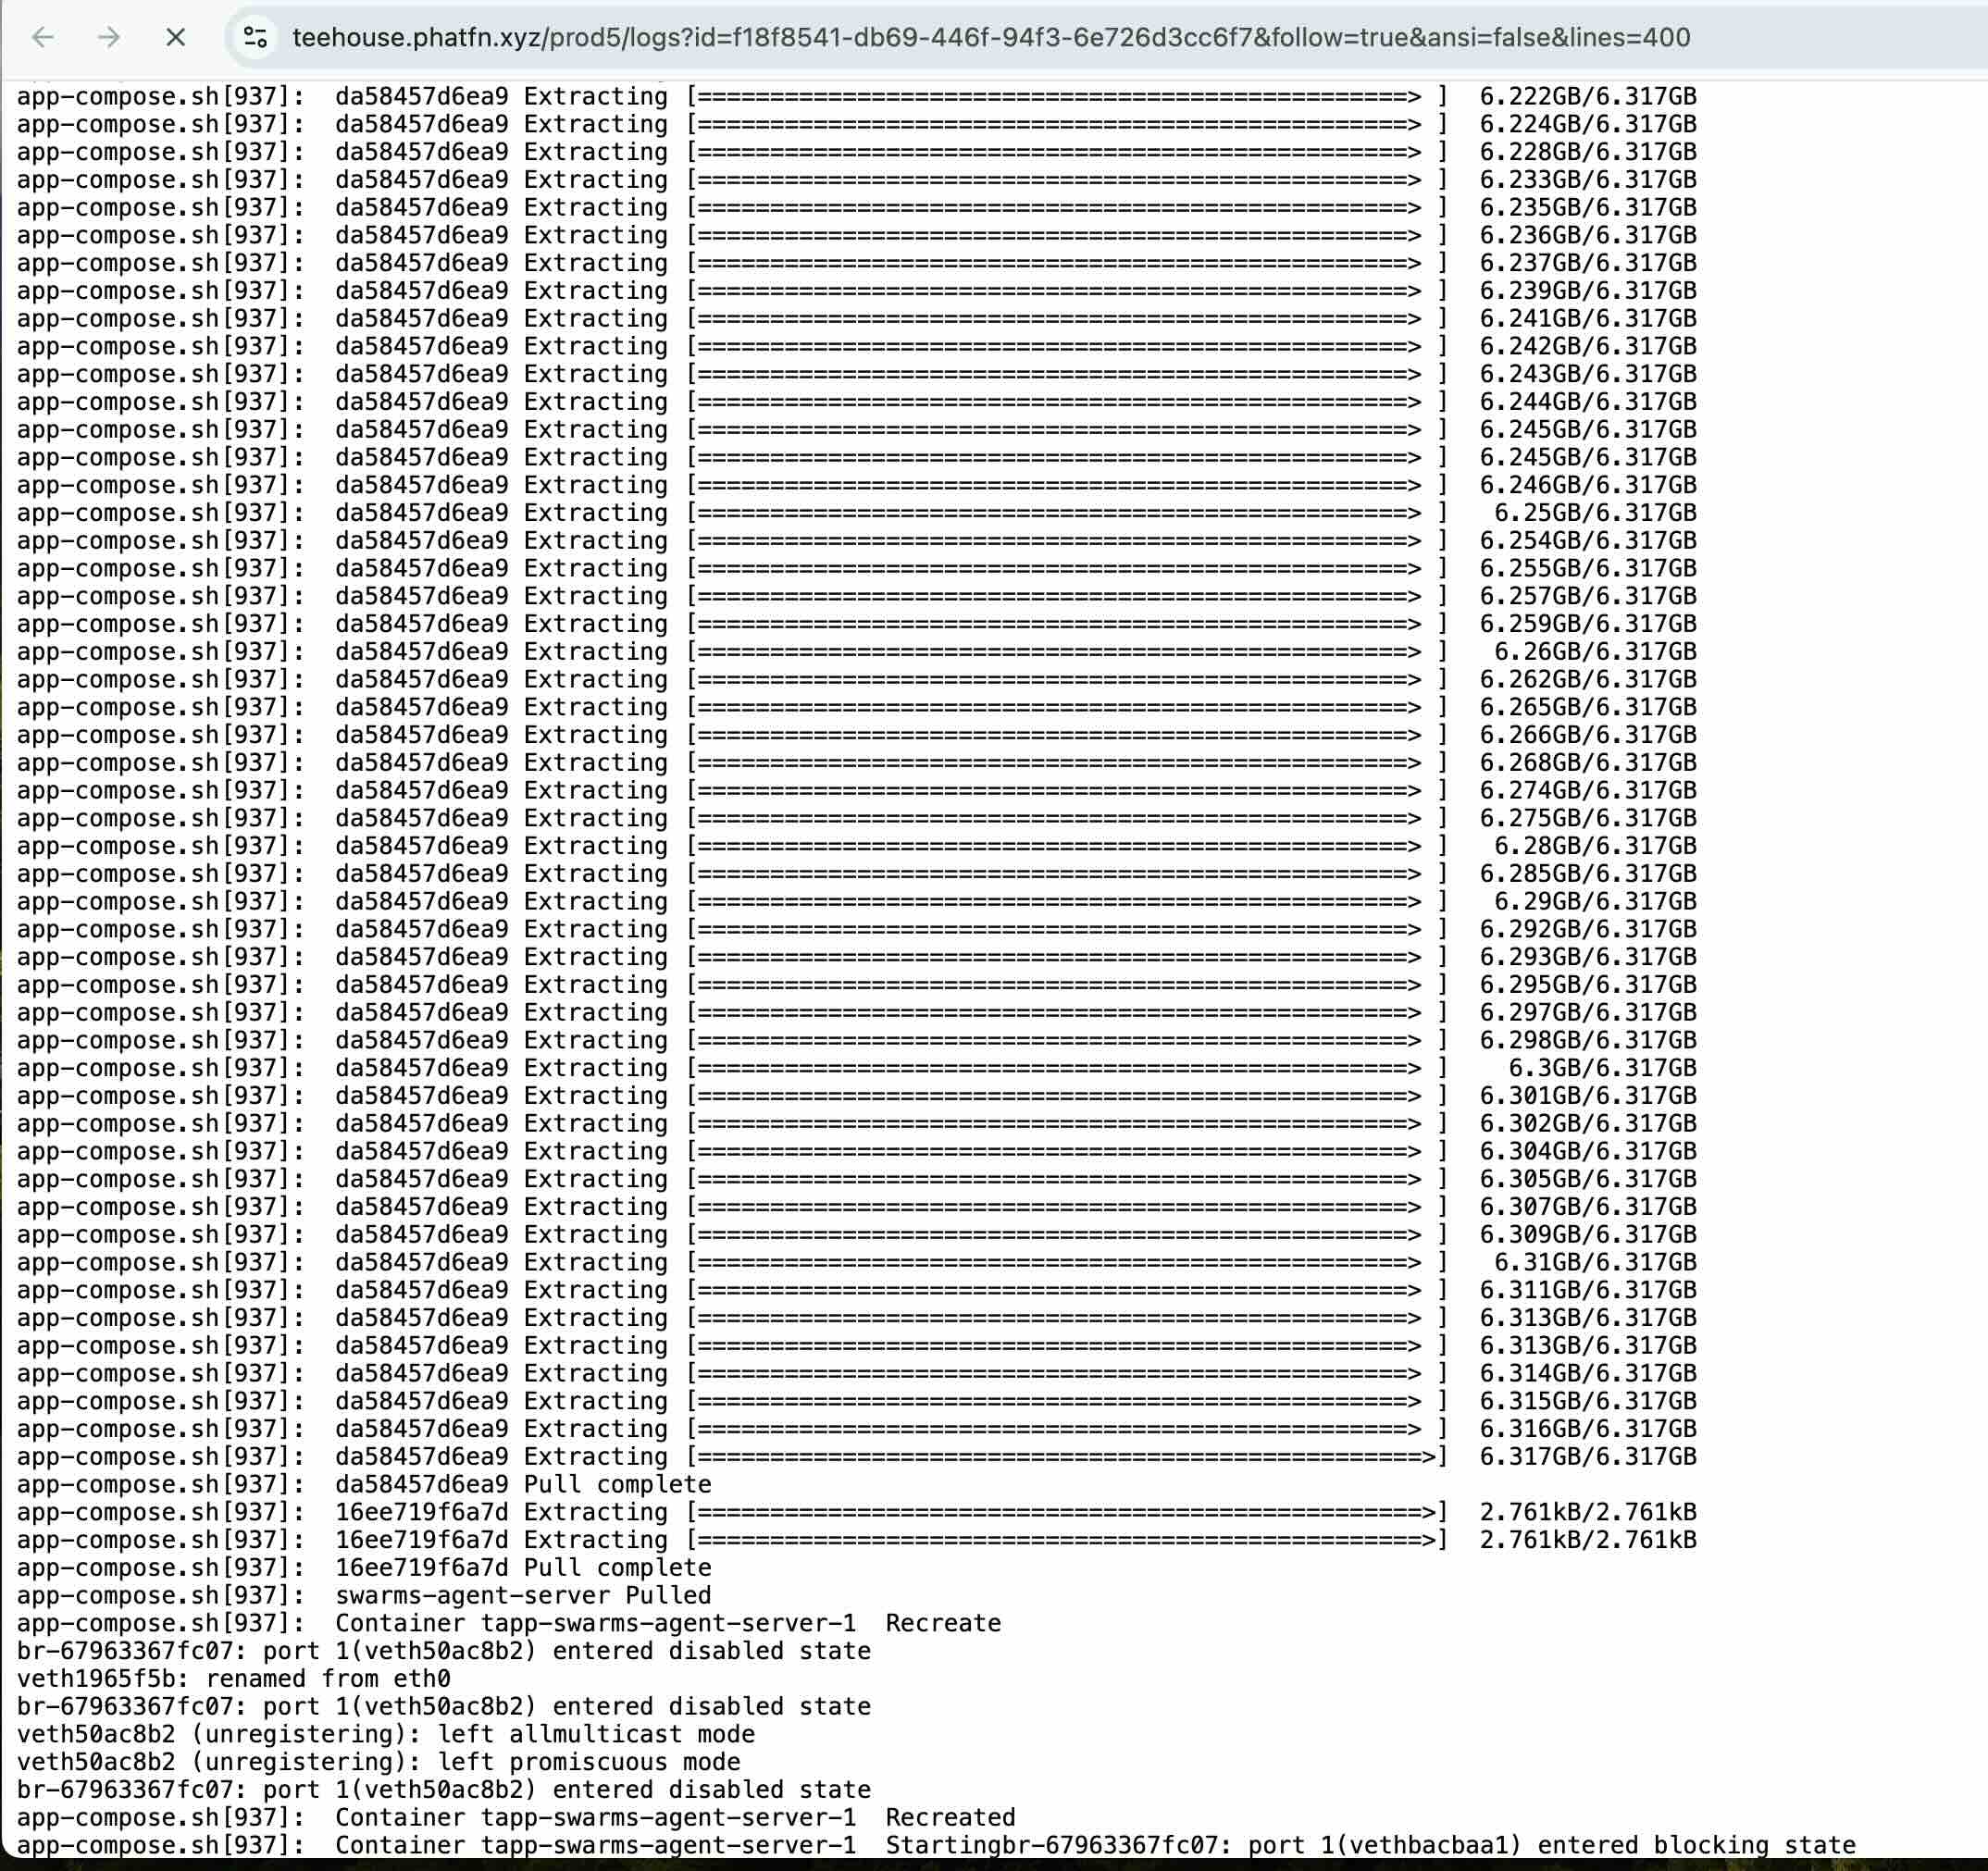 teehouse.phatfn.xyz/prod5/logs?id=f18f8541-db69-446f-94f3-6e726d3cc6f7&follow=true&ansi=false&lines=400
app-compose.sh[937]:  da58457d6ea9 Extracting [=================================================> ]  6.222GB/6.317GB
app-compose.sh[937]:  da58457d6ea9 Extracting [=================================================> ]  6.224GB/6.317GB
app-compose.sh[937]:  da58457d6ea9 Extracting [=================================================> ]  6.228GB/6.317GB
app-compose.sh[937]:  da58457d6ea9 Extracting [=================================================> ]  6.233GB/6.317GB
app-compose.sh[937]:  da58457d6ea9 Extracting [=================================================> ]  6.235GB/6.317GB
app-compose.sh[937]:  da58457d6ea9 Extracting [=================================================> ]  6.236GB/6.317GB
app-compose.sh[937]:  da58457d6ea9 Extracting [=================================================> ]  6.237GB/6.317GB
app-compose.sh[937]:  da58457d6ea9 Extracting [=================================================> ]  6.239GB/6.317GB
app-compose.sh[937]:  da58457d6ea9 Extracting [=================================================> ]  6.241GB/6.317GB
app-compose.sh[937]:  da58457d6ea9 Extracting [=================================================> ]  6.242GB/6.317GB
app-compose.sh[937]:  da58457d6ea9 Extracting [=================================================> ]  6.243GB/6.317GB
app-compose.sh[937]:  da58457d6ea9 Extracting [=================================================> ]  6.244GB/6.317GB
app-compose.sh[937]:  da58457d6ea9 Extracting [=================================================> ]  6.245GB/6.317GB
app-compose.sh[937]:  da58457d6ea9 Extracting [=================================================> ]  6.245GB/6.317GB
app-compose.sh[937]:  da58457d6ea9 Extracting [=================================================> ]  6.246GB/6.317GB
app-compose.sh[937]:  da58457d6ea9 Extracting [=================================================> ]   6.25GB/6.317GB
app-compose.sh[937]:  da58457d6ea9 Extracting [=================================================> ]  6.254GB/6.317GB
app-compose.sh[937]:  da58457d6ea9 Extracting [=================================================> ]  6.255GB/6.317GB
app-compose.sh[937]:  da58457d6ea9 Extracting [=================================================> ]  6.257GB/6.317GB
app-compose.sh[937]:  da58457d6ea9 Extracting [=================================================> ]  6.259GB/6.317GB
app-compose.sh[937]:  da58457d6ea9 Extracting [=================================================> ]   6.26GB/6.317GB
app-compose.sh[937]:  da58457d6ea9 Extracting [=================================================> ]  6.262GB/6.317GB
app-compose.sh[937]:  da58457d6ea9 Extracting [=================================================> ]  6.265GB/6.317GB
app-compose.sh[937]:  da58457d6ea9 Extracting [=================================================> ]  6.266GB/6.317GB
app-compose.sh[937]:  da58457d6ea9 Extracting [=================================================> ]  6.268GB/6.317GB
app-compose.sh[937]:  da58457d6ea9 Extracting [=================================================> ]  6.274GB/6.317GB
app-compose.sh[937]:  da58457d6ea9 Extracting [=================================================> ]  6.275GB/6.317GB
app-compose.sh[937]:  da58457d6ea9 Extracting [=================================================> ]   6.28GB/6.317GB
app-compose.sh[937]:  da58457d6ea9 Extracting [=================================================> ]  6.285GB/6.317GB
app-compose.sh[937]:  da58457d6ea9 Extracting [=================================================> ]   6.29GB/6.317GB
app-compose.sh[937]:  da58457d6ea9 Extracting [=================================================> ]  6.292GB/6.317GB
app-compose.sh[937]:  da58457d6ea9 Extracting [=================================================> ]  6.293GB/6.317GB
app-compose.sh[937]:  da58457d6ea9 Extracting [=================================================> ]  6.295GB/6.317GB
app-compose.sh[937]:  da58457d6ea9 Extracting [=================================================> ]  6.297GB/6.317GB
app-compose.sh[937]:  da58457d6ea9 Extracting [=================================================> ]  6.298GB/6.317GB
app-compose.sh[937]:  da58457d6ea9 Extracting [=================================================> ]    6.3GB/6.317GB
app-compose.sh[937]:  da58457d6ea9 Extracting [=================================================> ]  6.301GB/6.317GB
app-compose.sh[937]:  da58457d6ea9 Extracting [=================================================> ]  6.302GB/6.317GB
app-compose.sh[937]:  da58457d6ea9 Extracting [=================================================> ]  6.304GB/6.317GB
app-compose.sh[937]:  da58457d6ea9 Extracting [=================================================> ]  6.305GB/6.317GB
app-compose.sh[937]:  da58457d6ea9 Extracting [=================================================> ]  6.307GB/6.317GB
app-compose.sh[937]:  da58457d6ea9 Extracting [=================================================> ]  6.309GB/6.317GB
app-compose.sh[937]:  da58457d6ea9 Extracting [=================================================> ]   6.31GB/6.317GB
app-compose.sh[937]:  da58457d6ea9 Extracting [=================================================> ]  6.311GB/6.317GB
app-compose.sh[937]:  da58457d6ea9 Extracting [=================================================> ]  6.313GB/6.317GB
app-compose.sh[937]:  da58457d6ea9 Extracting [=================================================> ]  6.313GB/6.317GB
app-compose.sh[937]:  da58457d6ea9 Extracting [=================================================> ]  6.314GB/6.317GB
app-compose.sh[937]:  da58457d6ea9 Extracting [=================================================> ]  6.315GB/6.317GB
app-compose.sh[937]:  da58457d6ea9 Extracting [=================================================> ]  6.316GB/6.317GB
app-compose.sh[937]:  da58457d6ea9 Extracting [==================================================>]  6.317GB/6.317GB
app-compose.sh[937]:  da58457d6ea9 Pull complete
app-compose.sh[937]:  16ee719f6a7d Extracting [==================================================>]  2.761kB/2.761kB
app-compose.sh[937]:  16ee719f6a7d Extracting [==================================================>]  2.761kB/2.761kB
app-compose.sh[937]:  16ee719f6a7d Pull complete
app-compose.sh[937]:  swarms-agent-server Pulled
app-compose.sh[937]:  Container tapp-swarms-agent-server-1  Recreate
br-67963367fc07: port 1(veth50ac8b2) entered disabled state
veth1965f5b: renamed from eth0
br-67963367fc07: port 1(veth50ac8b2) entered disabled state
veth50ac8b2 (unregistering): left allmulticast mode
veth50ac8b2 (unregistering): left promiscuous mode
br-67963367fc07: port 1(veth50ac8b2) entered disabled state
app-compose.sh[937]:  Container tapp-swarms-agent-server-1  Recreated
app-compose.sh[937]:  Container tapp-swarms-agent-server-1  Startingbr-67963367fc07: port 1(vethbacbaa1) entered blocking state